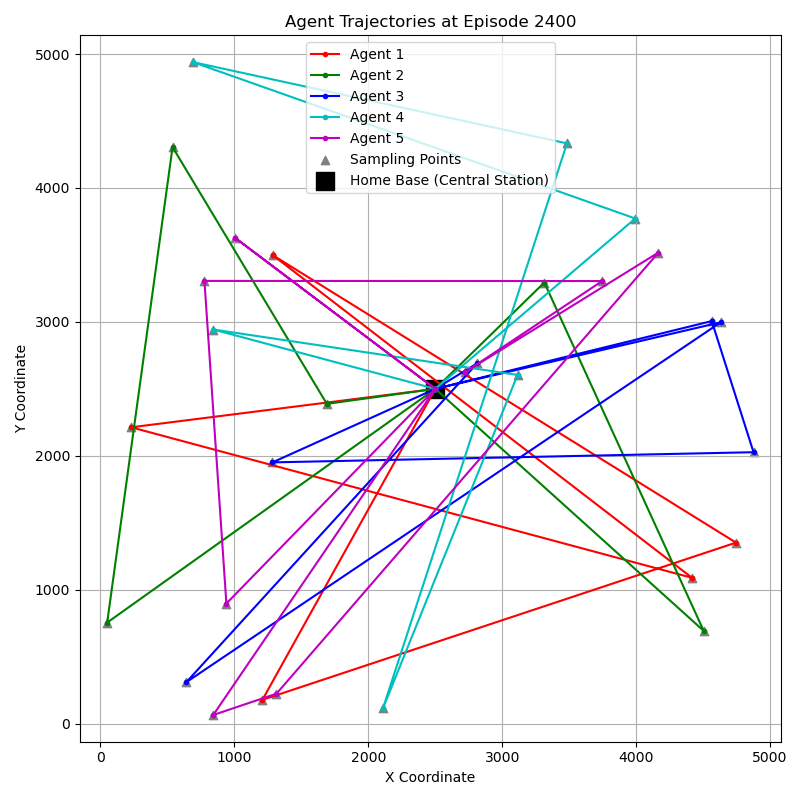 Agent Trajectories at Episode 2400
Agent 1
Agent 2
Agent 3
Agent 4
Agent 5
Sampling Points
Home Base (Central Station)
5000
4000
3000
2000
1000
0
Y Coordinate
0 1000 2000 3000 4000 5000
X Coordinate